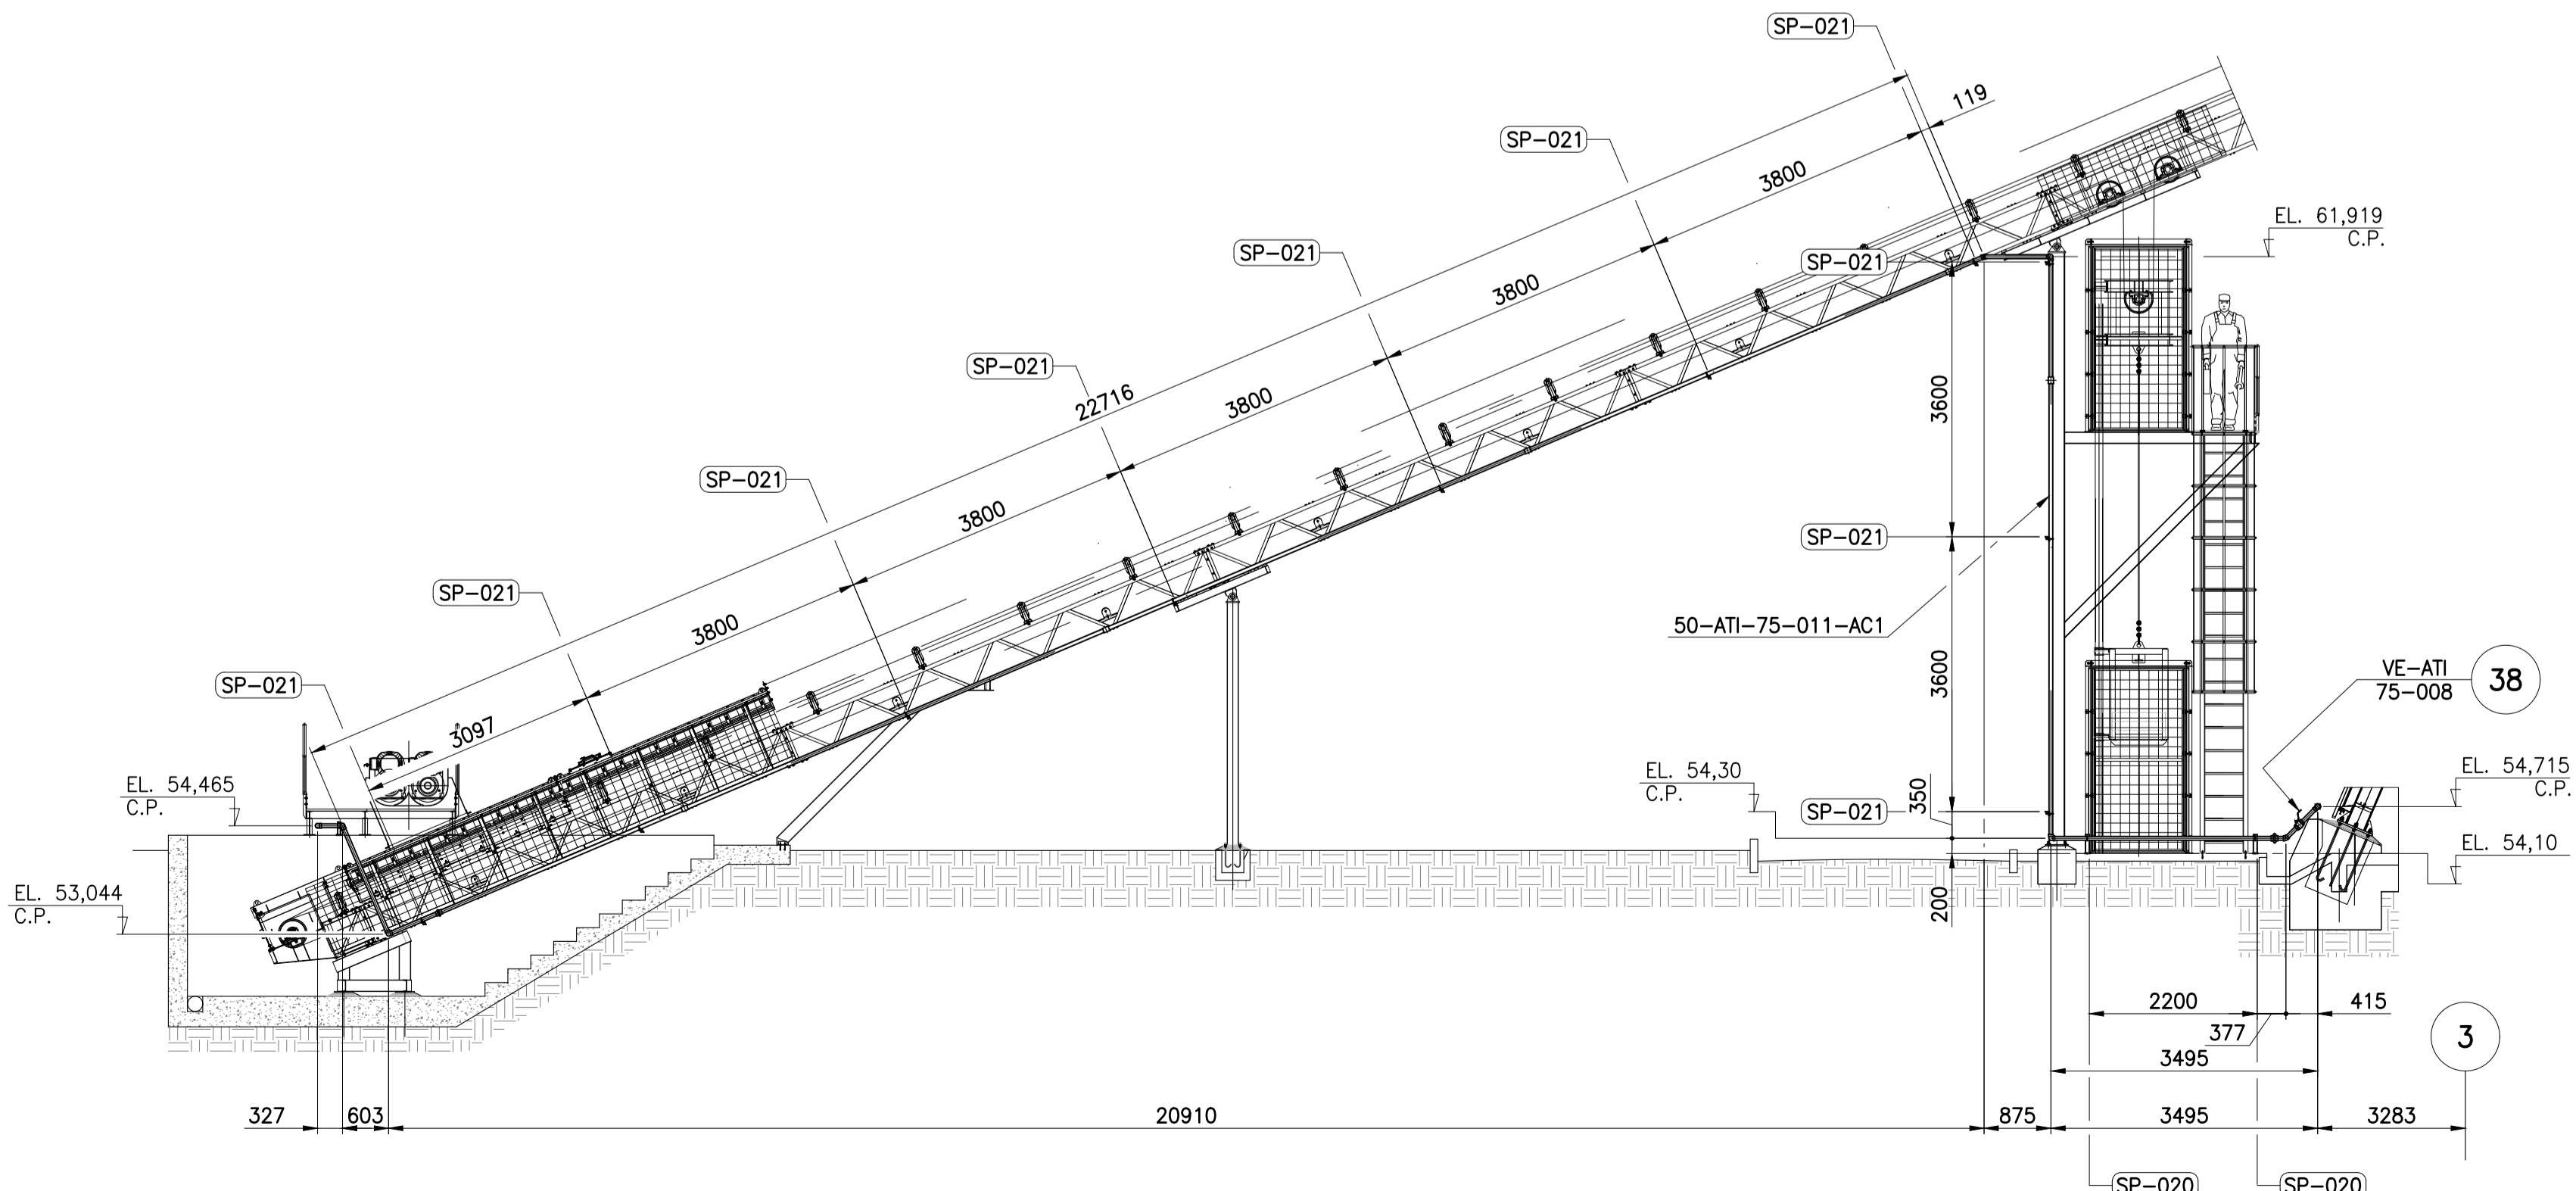 SP-021
119
SP-021
3800
EL. 61,919
C.P.
SP-021
SP-021
3800
SP-021
22716
3800
3600
SP-021
3800
SP-021
SP-021
3800
50-ATI-75-011-AC1
SP-021
3097
3600
VE-ATI
75-008
38
EL. 54,465
C.P.
EL. 54,30
C.P.
350
EL. 54,715
C.P.
SP-021
EL. 54,10
EL. 53,044
C.P.
200
2200
415
377
3
3495
327
603
20910
875
3495
3283
SP-020
SP-020